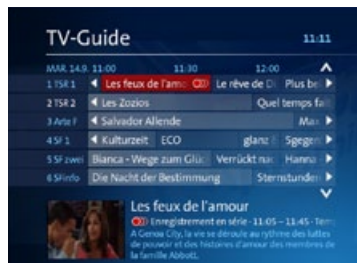 TV-Guide 11:11
MAR. 14.9. 11:00 11:30 12:00
1 TSR 1 Les feux de l'amo Le rêve de Di Plus be
2 TSR 2 Les Zozios Quel temps fai
3 Arte F Salvador Allende Max
4 SF 1 Kulturzeit ECO glanz Sgegen
5 SF zwei Bianca - Wege zum Glüc Verrückt nac Hanna
6 SFinfo Die Nacht der Bestimmung Sternstunden
Les feux de l'amour
Enregistrement en série · 11:05 – 11:45 · Tem
A Genoa City, la vie se déroule au rythme des luttes
de pouvoir et des histoires d'amour des membres de
la famille Abbott.